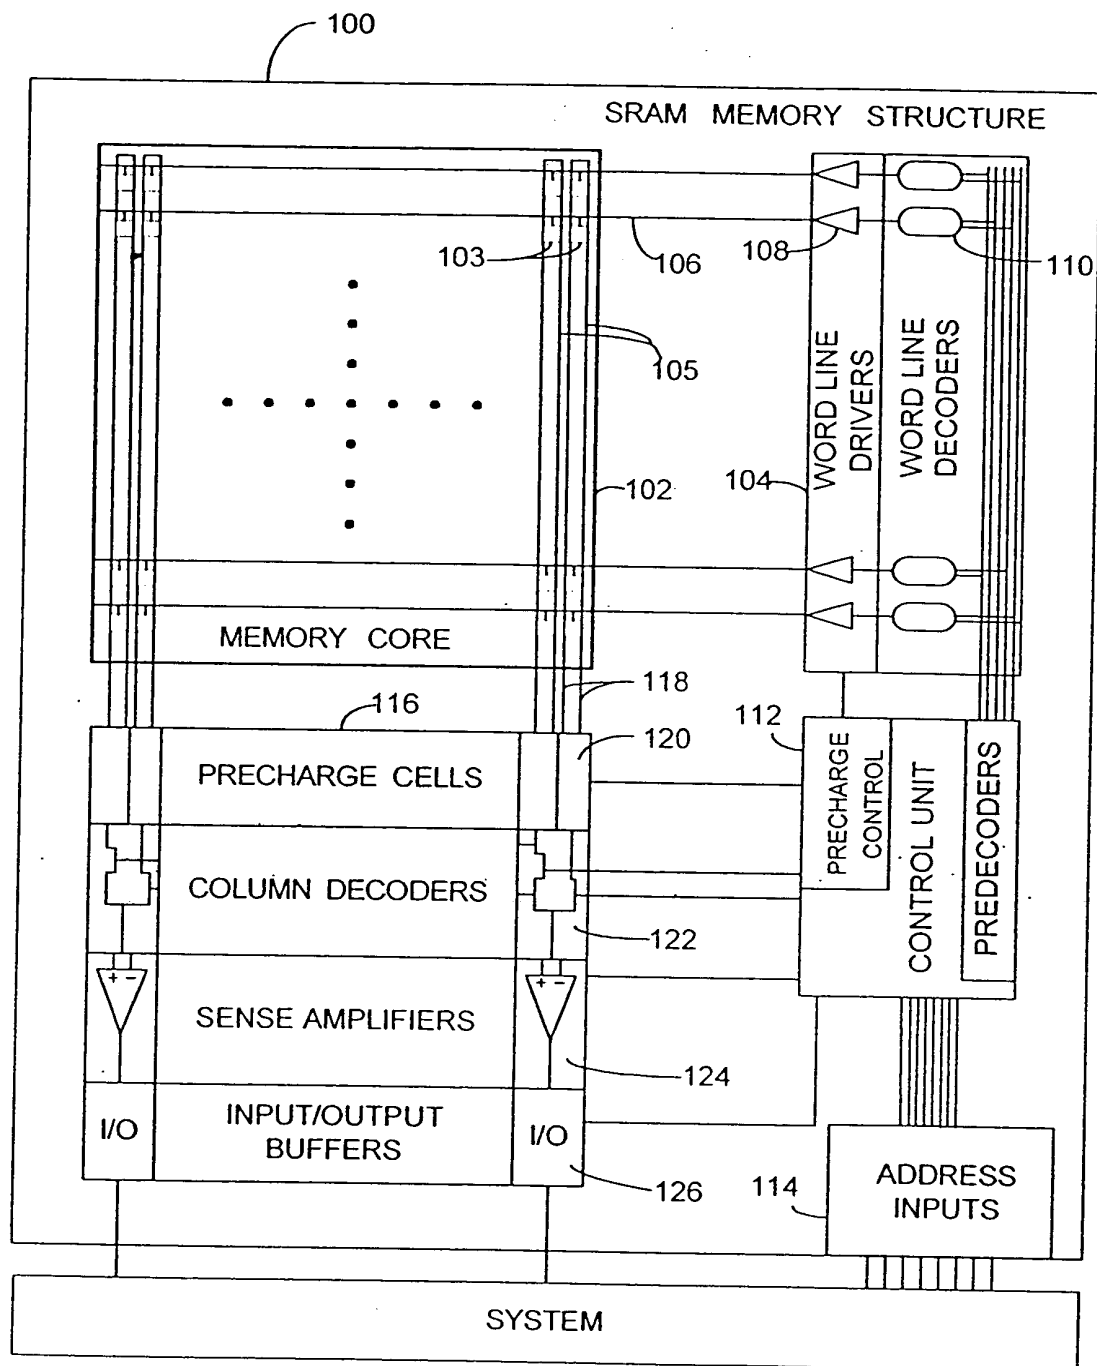 100
SRAM MEMORY STRUCTURE
103
106
108
110
105
WORD LINE
DRIVERS
WORD LINE
DECODERS
102
104
MEMORY CORE
118
116
120
112
PRECHARGE CELLS
PRECHARGE
CONTROL
CONTROL UNIT
PREDECODERS
COLUMN DECODERS
122
+ −
+ −
SENSE AMPLIFIERS
124
I/O
INPUT/OUTPUT
BUFFERS
I/O
126
114
ADDRESS
INPUTS
SYSTEM